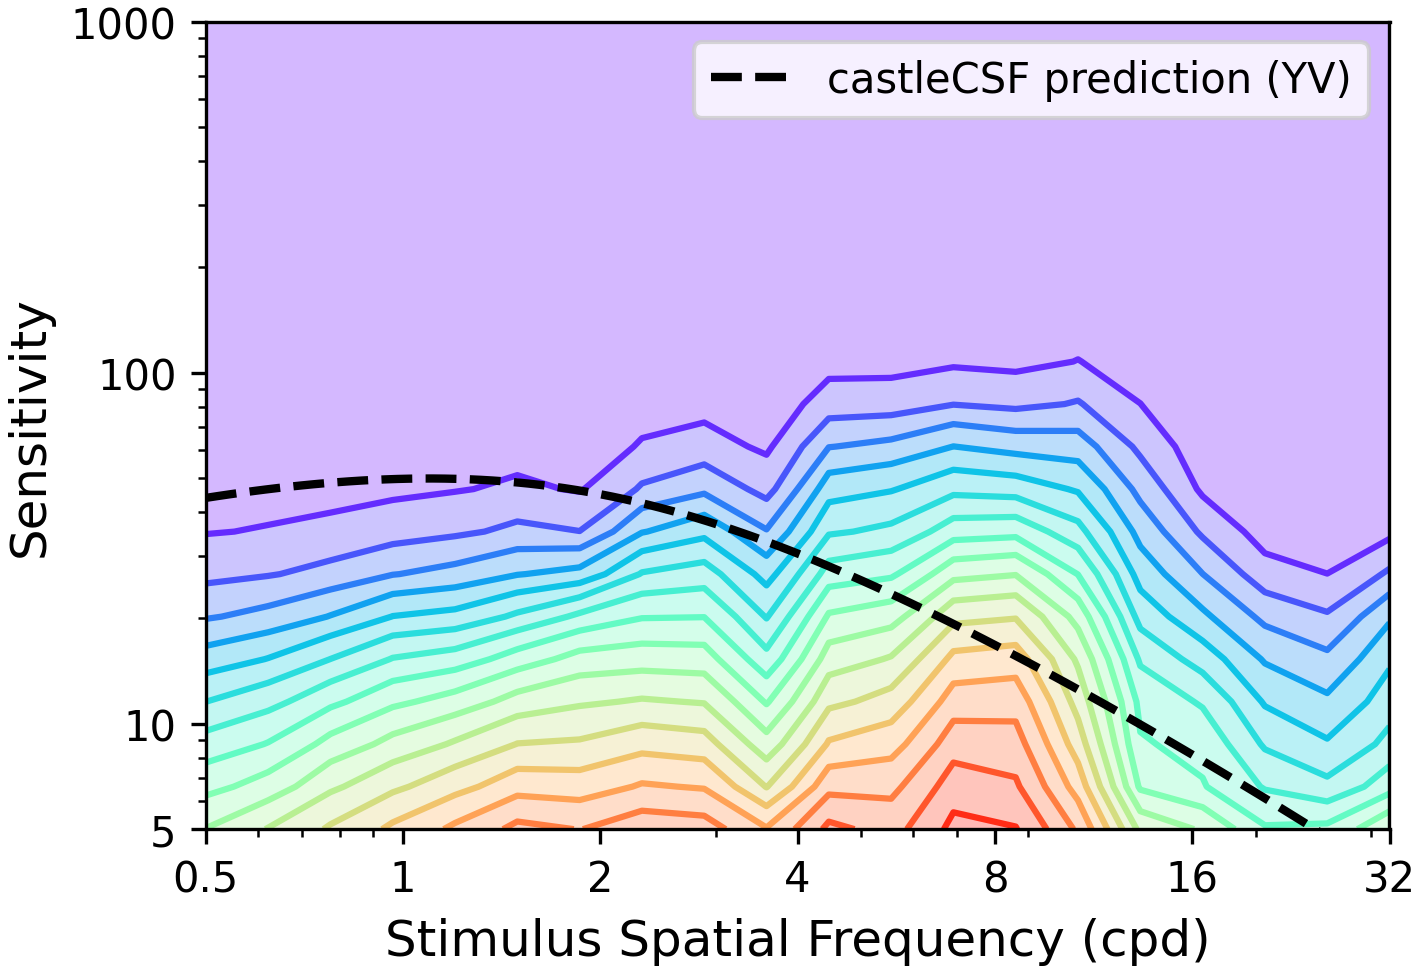 1000
castleCSF prediction (YV)
100
Sensitivity
10
5
0.5 1 2 4 8 16 32
Stimulus Spatial Frequency (cpd)